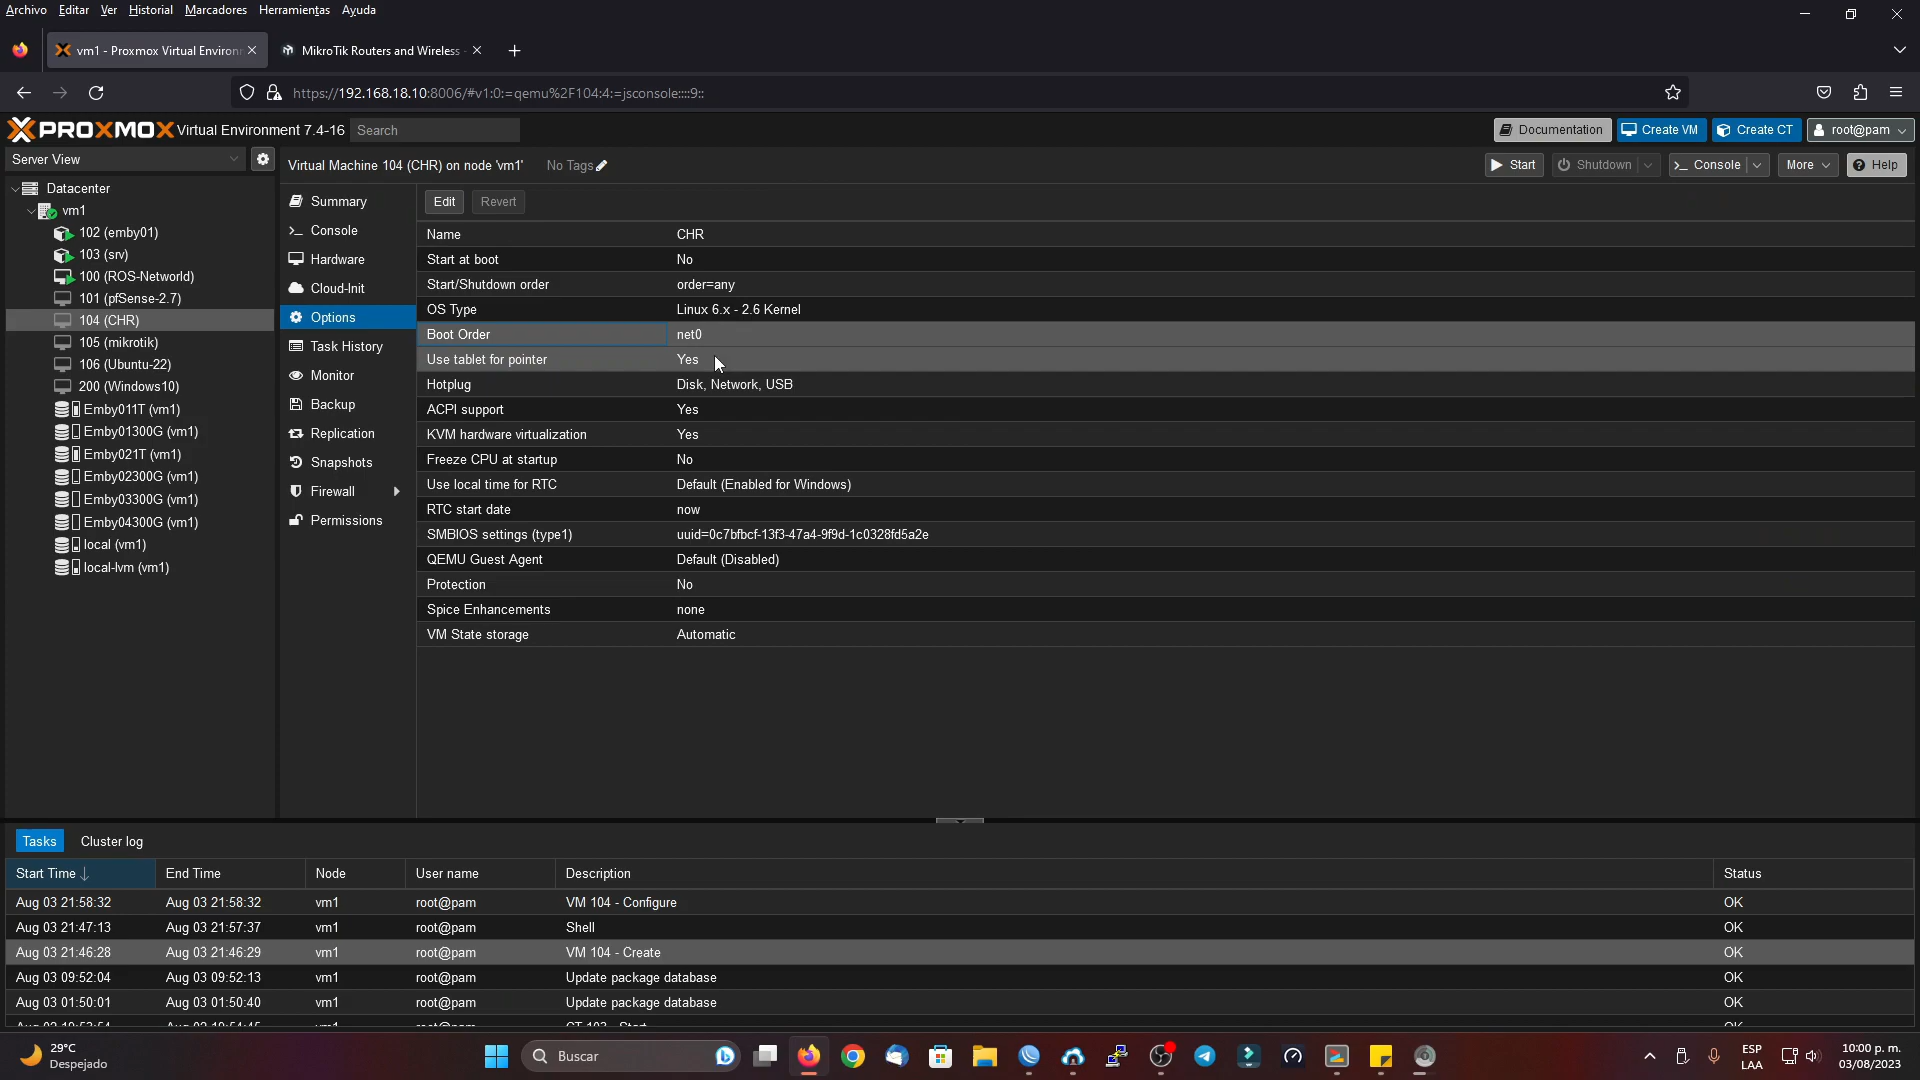 Archivo Editar Ver Historial Marcadores Herramientas Ayuda
vm1 - Proxmox Virtual Environ
MikroTik Routers and Wireless -
https://192.168.18.10:8006/#v1:0:=qemu%2F104:4:=jsconsole::::9::
PROXMOX Virtual Environment 7.4-16 Search
Documentation Create VM Create CT root@pam
Server View
Virtual Machine 104 (CHR) on node 'vm1' No Tags
Start Shutdown Console More Help
Datacenter
vm1
102 (emby01)
103 (srv)
100 (ROS-Networld)
101 (pfSense-2.7)
104 (CHR)
105 (mikrotik)
106 (Ubuntu-22)
200 (Windows10)
Emby011T (vm1)
Emby01300G (vm1)
Emby021T (vm1)
Emby02300G (vm1)
Emby03300G (vm1)
Emby04300G (vm1)
local (vm1)
local-lvm (vm1)
Summary
Console
Hardware
Cloud-Init
Options
Task History
Monitor
Backup
Replication
Snapshots
Firewall
Permissions
Edit Revert
Name CHR
Start at boot No
Start/Shutdown order order=any
OS Type Linux 6.x - 2.6 Kernel
Boot Order net0
Use tablet for pointer Yes
Hotplug Disk, Network, USB
ACPI support Yes
KVM hardware virtualization Yes
Freeze CPU at startup No
Use local time for RTC Default (Enabled for Windows)
RTC start date now
SMBIOS settings (type1) uuid=0c7bfbcf-13f3-47a4-9f9d-1c0328fd5a2e
QEMU Guest Agent Default (Disabled)
Protection No
Spice Enhancements none
VM State storage Automatic
Tasks Cluster log
Start Time End Time Node User name Description Status
Aug 03 21:58:32 Aug 03 21:58:32 vm1 root@pam VM 104 - Configure OK
Aug 03 21:47:13 Aug 03 21:57:37 vm1 root@pam Shell OK
Aug 03 21:46:28 Aug 03 21:46:29 vm1 root@pam VM 104 - Create OK
Aug 03 09:52:04 Aug 03 09:52:13 vm1 root@pam Update package database OK
Aug 03 01:50:01 Aug 03 01:50:40 vm1 root@pam Update package database OK
29°C
Despejado
Buscar
ESP
LAA
10:00 p. m.
03/08/2023